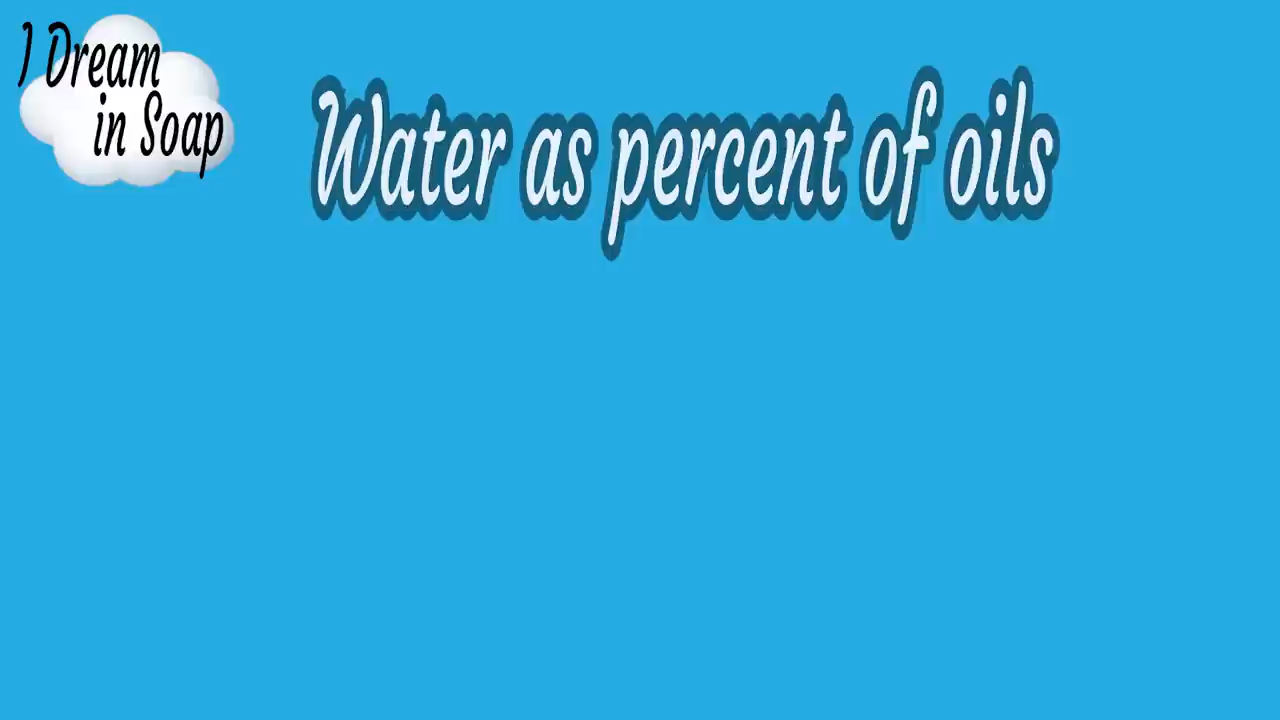 I Dream
in Soap
Water as percent of oils